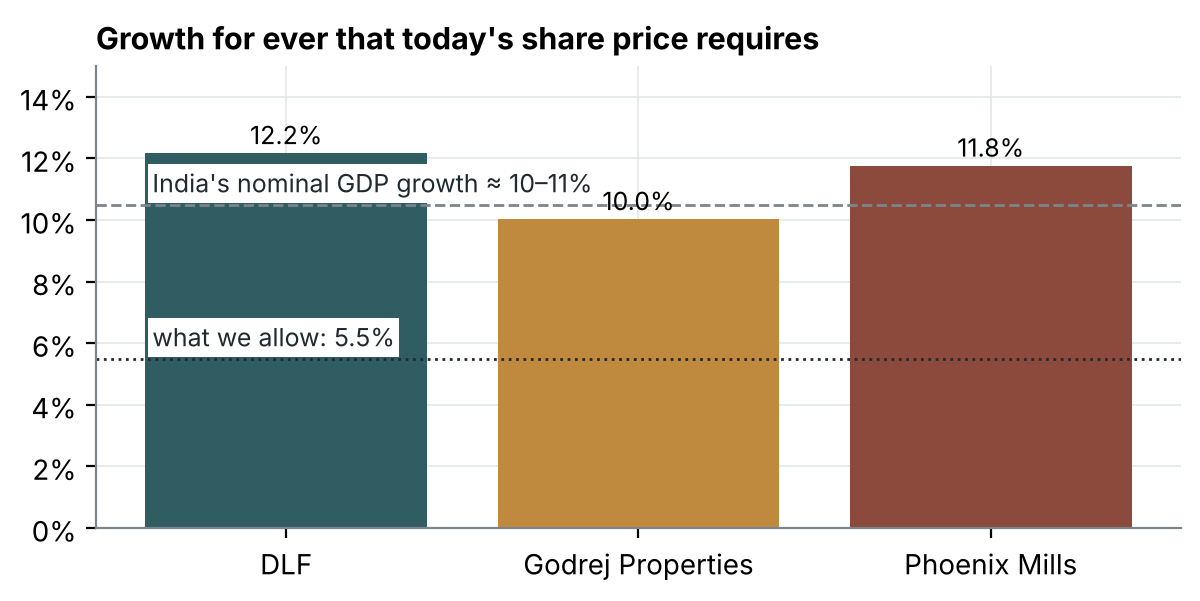 Growth for ever that today's share price requires
14%
12%
10%
8%
6%
4%
2%
0%
12.2%
India's nominal GDP growth ≈ 10–11%
10.0%
11.8%
what we allow: 5.5%
DLF
Godrej Properties
Phoenix Mills